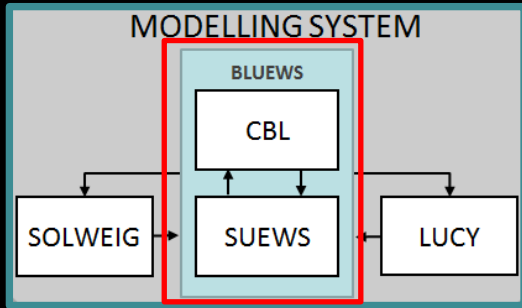 MODELLING SYSTEM
BLUEWS
CBL
SOLWEIG
SUEWS
LUCY